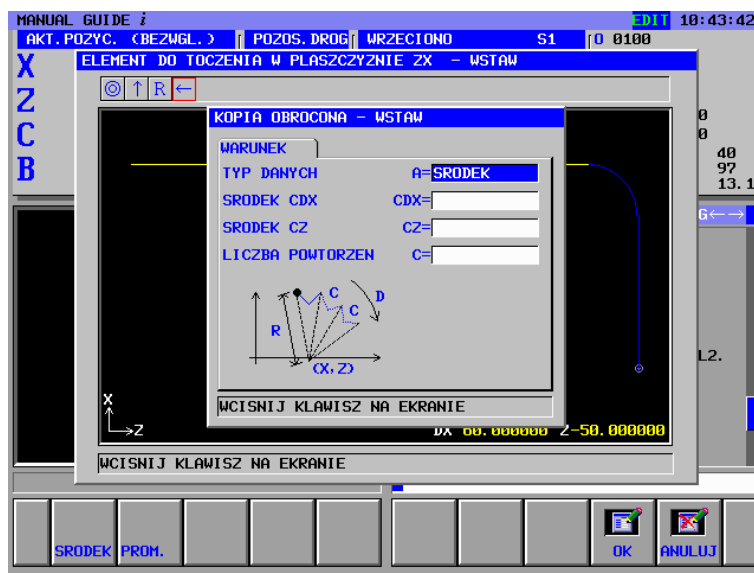 MANUAL GUIDE i EDIT 10:43:42
AKT.POZYC. (BEZWGL.) POZOS.DROG WRZECIONO S1 O 0100
ELEMENT DO TOCZENIA W PLASZCZYZNIE ZX - WSTAW
X
Z
C
B
R
KOPIA OBROCONA - WSTAW
WARUNEK
TYP DANYCH A=SRODEK
SRODEK CDX CDX=
SRODEK CZ CZ=
LICZBA POWTORZEN C=
0
0
40
97
13.1
G←→
L2.
C
D
C
R
(X,Z)
WCISNIJ KLAWISZ NA EKRANIE
X
Z
DX 60.000000 Z-50.000000
WCISNIJ KLAWISZ NA EKRANIE
SRODEK PROM. OK ANULUJ